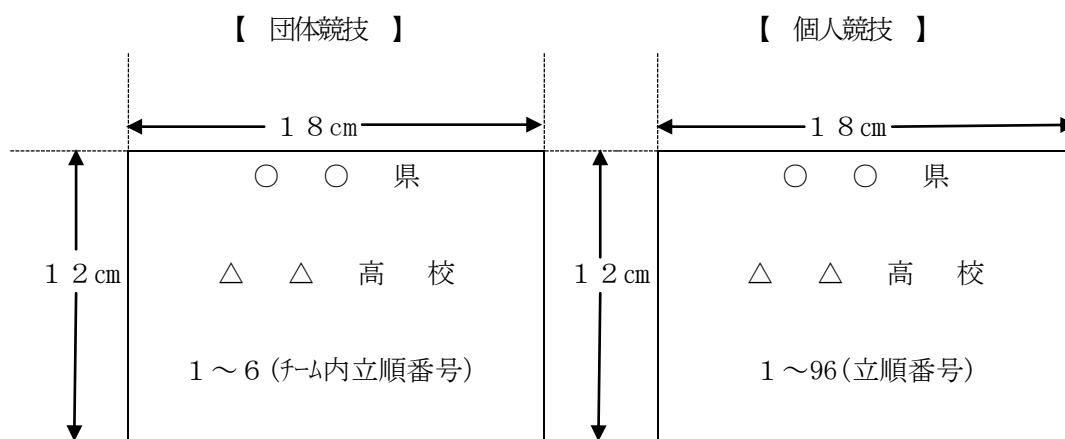 【 団体競技 】
【 個人競技 】
１８㎝
１８㎝
○ ○ 県
○ ○ 県
１２㎝
△ △ 高 校
１２㎝
△ △ 高 校
１～６(ﾁｰﾑ内立順番号)
１～96(立順番号)